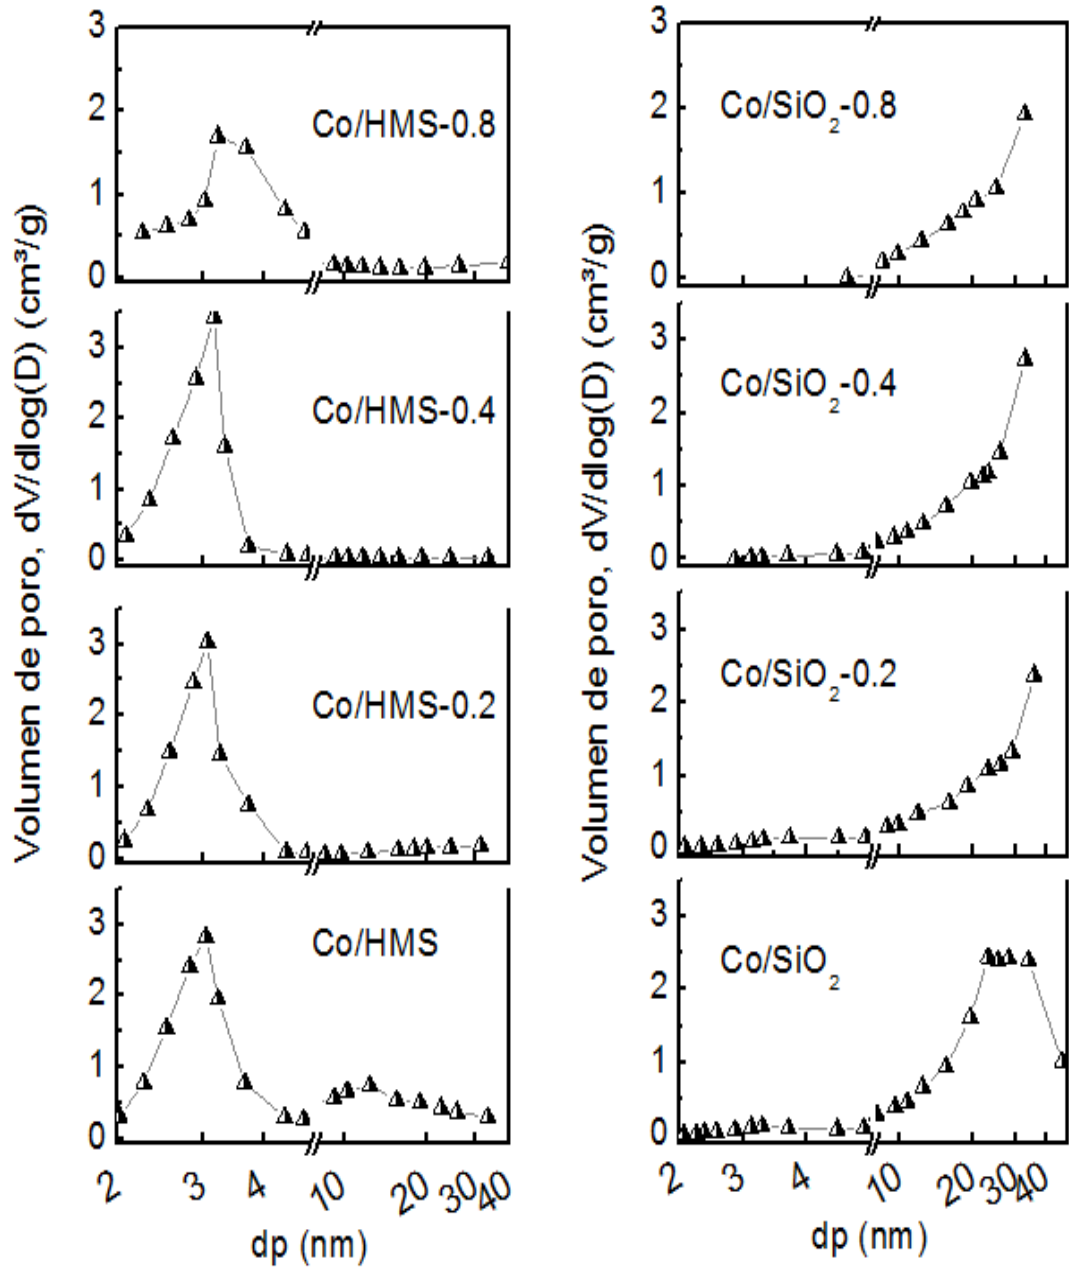 Volumen de poro, dV/dlog(D) (cm³/g)
3
2
1
0
Co/HMS-0.8
3
2
1
0
Co/HMS-0.4
3
2
1
0
Co/HMS-0.2
3
2
1
0
Co/HMS
2 3 4 10 20 30 40
dp (nm)
Volumen de poro, dV/dlog(D) (cm³/g)
3
2
1
0
Co/SiO₂-0.8
3
2
1
0
Co/SiO₂-0.4
3
2
1
0
Co/SiO₂-0.2
3
2
1
0
Co/SiO₂
2 3 4 10 20 30 40
dp (nm)